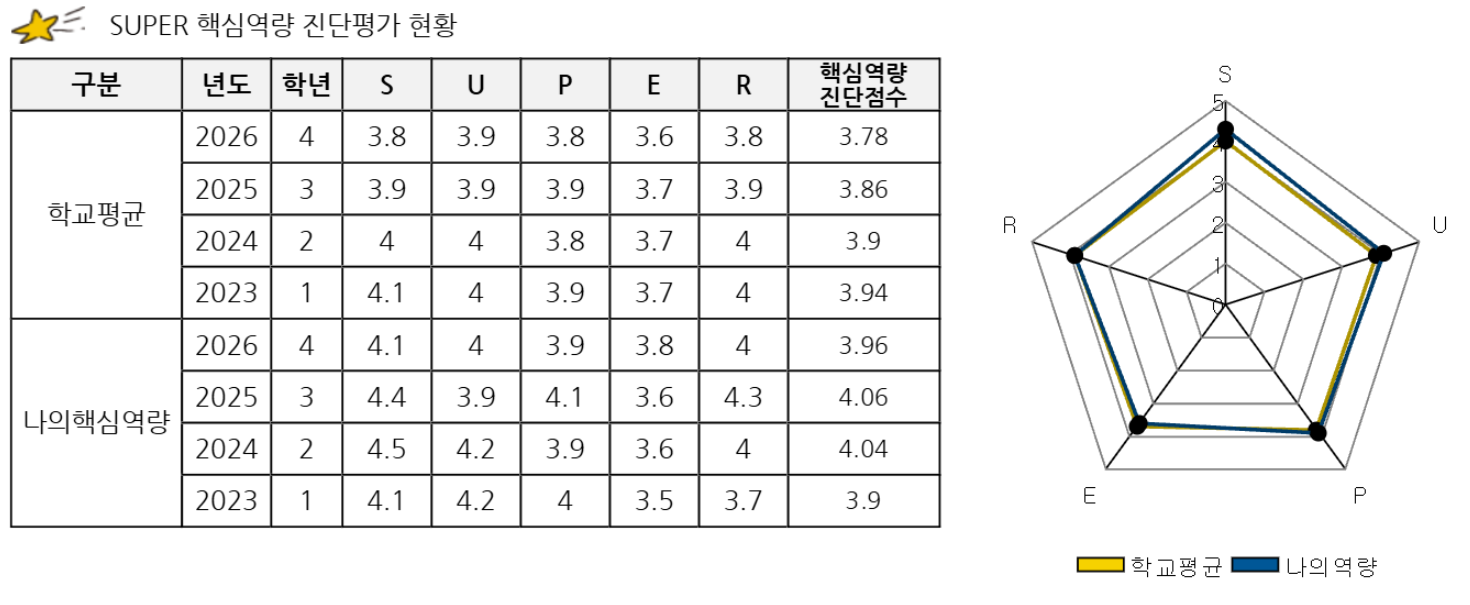 SUPER 핵심역량 진단평가 현황
구분 년도 학년 S U P E R 핵심역량 진단점수
학교평균
2026 4 3.8 3.9 3.8 3.6 3.8 3.78
2025 3 3.9 3.9 3.9 3.7 3.9 3.86
2024 2 4 4 3.8 3.7 4 3.9
2023 1 4.1 4 3.9 3.7 4 3.94
나의핵심역량
2026 4 4.1 4 3.9 3.8 4 3.96
2025 3 4.4 3.9 4.1 3.6 4.3 4.06
2024 2 4.5 4.2 3.9 3.6 4 4.04
2023 1 4.1 4.2 4 3.5 3.7 3.9
S
5
4
3
2
1
0
R
U
E
P
학교평균 나의역량